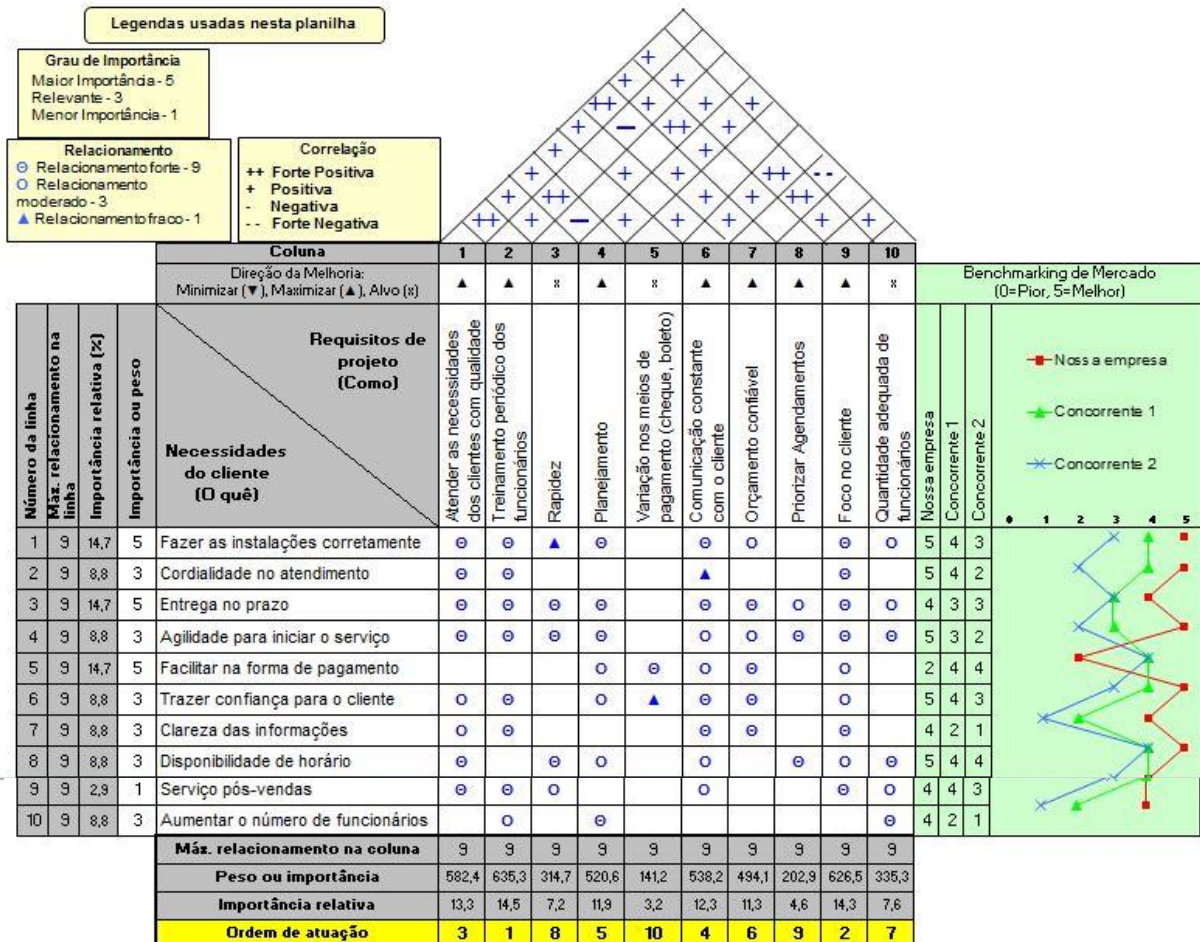 Legendas usadas nesta planilha
Grau de Importância
Maior Importância - 5
Relevante - 3
Menor Importância - 1
Relacionamento
Θ Relacionamento forte - 9
O Relacionamento
moderado - 3
▲ Relacionamento fraco - 1
Correlação
++ Forte Positiva
+ Positiva
- Negativa
- - Forte Negativa
+
+ +
++ + + +
+ - ++ +
+ +
+ + + ++ - -
+ ++ + + ++ +
++ + - + + + + + +
Coluna 1 2 3 4 5 6 7 8 9 10
Direção da Melhoria:
Minimizar (▼), Maximizar (▲), Alvo (x)
▲ ▲ x ▲ x ▲ ▲ ▲ ▲ x
Benchmarking de Mercado
(0=Pior, 5=Melhor)
Número da linha
Máx. relacionamento na
linha
Importância relativa (%)
Importância ou peso
Requisitos de
projeto
(Como)
Necessidades
do cliente
(O quê)
Atender as necessidades
dos clientes com qualidade
Treinamento periódico dos
funcionários
Rapidez
Planejamento
Variação nos meios de
pagamento (cheque, boleto)
Comunicação constante
com o cliente
Orçamento confiável
Priorizar Agendamentos
Foco no cliente
Quantidade adequada de
funcionários
Nossa empresa
Concorrente 1
Concorrente 2
Nossa empresa
Concorrente 1
Concorrente 2
0 1 2 3 4 5
1 9 14,7 5 Fazer as instalações corretamente Θ Θ ▲ Θ Θ O Θ O 5 4 3
2 9 8,8 3 Cordialidade no atendimento Θ Θ ▲ Θ 5 4 2
3 9 14,7 5 Entrega no prazo Θ Θ Θ Θ Θ Θ O Θ O 4 3 3
4 9 8,8 3 Agilidade para iniciar o serviço Θ Θ Θ Θ O O Θ Θ Θ 5 3 2
5 9 14,7 5 Facilitar na forma de pagamento O Θ O Θ O 2 4 4
6 9 8,8 3 Trazer confiança para o cliente O Θ O ▲ Θ Θ O 5 4 3
7 9 8,8 3 Clareza das informações O Θ Θ Θ Θ 4 2 1
8 9 8,8 3 Disponibilidade de horário Θ Θ O O Θ O Θ 5 4 4
9 9 2,9 1 Serviço pós-vendas Θ Θ O O Θ O 4 4 3
10 9 8,8 3 Aumentar o número de funcionários O Θ Θ 4 2 1
Máx. relacionamento na coluna 9 9 9 9 9 9 9 9 9 9
Peso ou importância 582,4 635,3 314,7 520,6 141,2 538,2 494,1 202,9 626,5 335,3
Importância relativa 13,3 14,5 7,2 11,9 3,2 12,3 11,3 4,6 14,3 7,6
Ordem de atuação 3 1 8 5 10 4 6 9 2 7